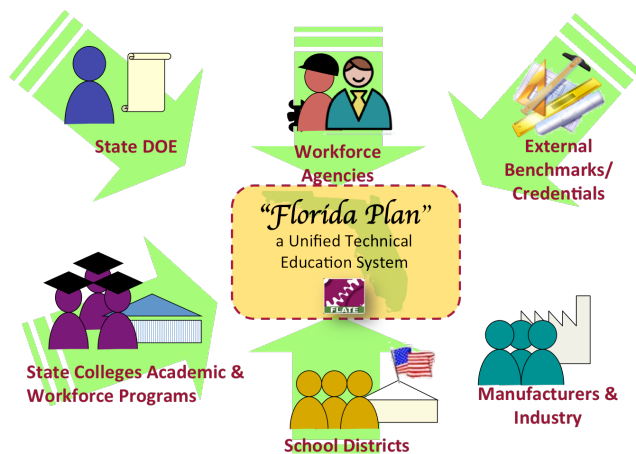 State DOE
Workforce
Agencies
External
Benchmarks/
Credentials
“Florida Plan”
a Unified Technical
Education System
FLATE
State Colleges Academic &
Workforce Programs
School Districts
Manufacturers &
Industry